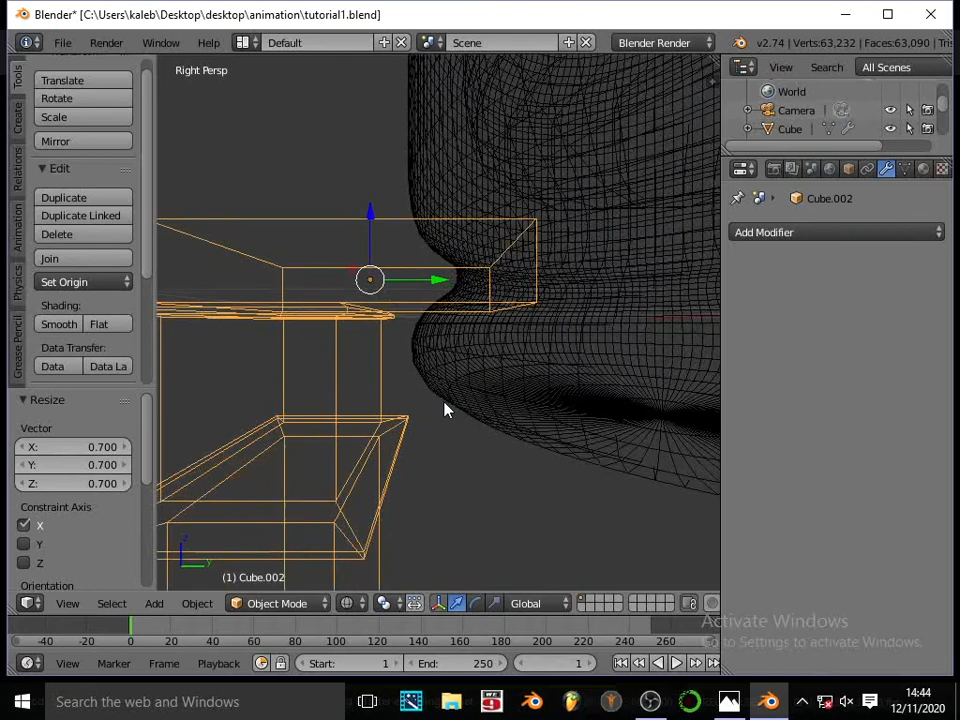 Blender* [C:\Users\kaleb\Desktop\desktop\animation\tutorial1.blend]
File Render Window Help Default Scene Blender Render v2.74 | Verts:63,232 | Faces:63,090 | Tris
Tools
Create
Relations
Animation
Physics
Grease Pencil
Translate
Rotate
Scale
Mirror
Edit
Duplicate
Duplicate Linked
Delete
Join
Set Origin
Shading:
Smooth Flat
Data Transfer:
Data Data La
Resize
Vector
X: 0.700
Y: 0.700
Z: 0.700
Constraint Axis
X
Y
Z
Orientation
Right Persp
z
y
(1) Cube.002
View Search All Scenes
World
Camera
Cube
Cube.002
Add Modifier
View Select Add Object Object Mode Global
Activate Windows
Go to Settings to activate Windows.
-40 -20 0 20 40 60 80 100 120 140 160 180 200 220 240 260
View Marker Frame Playback Start: 1 End: 250 1
Search the web and Windows
14:44
12/11/2020